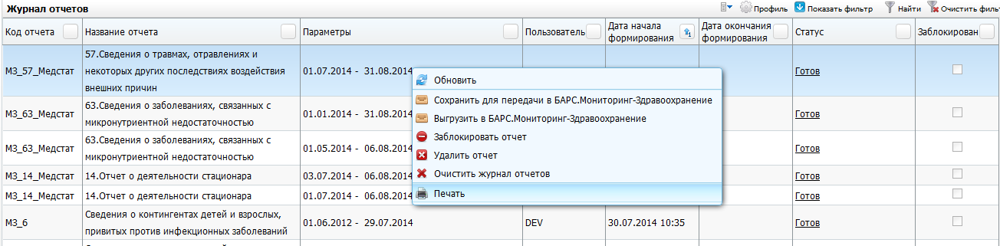 Журнал отчетов
Профиль
Показать фильтр
Найти
Очистить филь
Код отчета
Название отчета
Параметры
Пользователь
Дата начала
формирования
1
Дата окончания
формирования
Статус
Заблокирован
МЗ_57_Медстат
57.Сведения о травмах, отравлениях и
некоторых других последствиях воздействия
внешних причин
01.07.2014 - 31.08.2014
Готов
МЗ_63_Медстат
63.Сведения о заболеваниях, связанных с
микронутриентной недостаточностью
01.01.2014 - 31.08.2014
Готов
МЗ_63_Медстат
63.Сведения о заболеваниях, связанных с
микронутриентной недостаточностью
01.05.2014 - 06.08.2014
Готов
МЗ_14_Медстат
14.Отчет о деятельности стационара
03.07.2014 - 06.08.2014
Готов
МЗ_14_Медстат
14.Отчет о деятельности стационара
01.07.2014 - 06.08.2014
Готов
МЗ_6
Сведения о контингентах детей и взрослых,
привитых против инфекционных заболеваний
01.06.2012 - 29.07.2014
DEV
30.07.2014 10:35
Готов
Обновить
Сохранить для передачи в БАРС.Мониторинг-Здравоохранение
Выгрузить в БАРС.Мониторинг-Здравоохранение
Заблокировать отчет
Удалить отчет
Очистить журнал отчетов
Печать